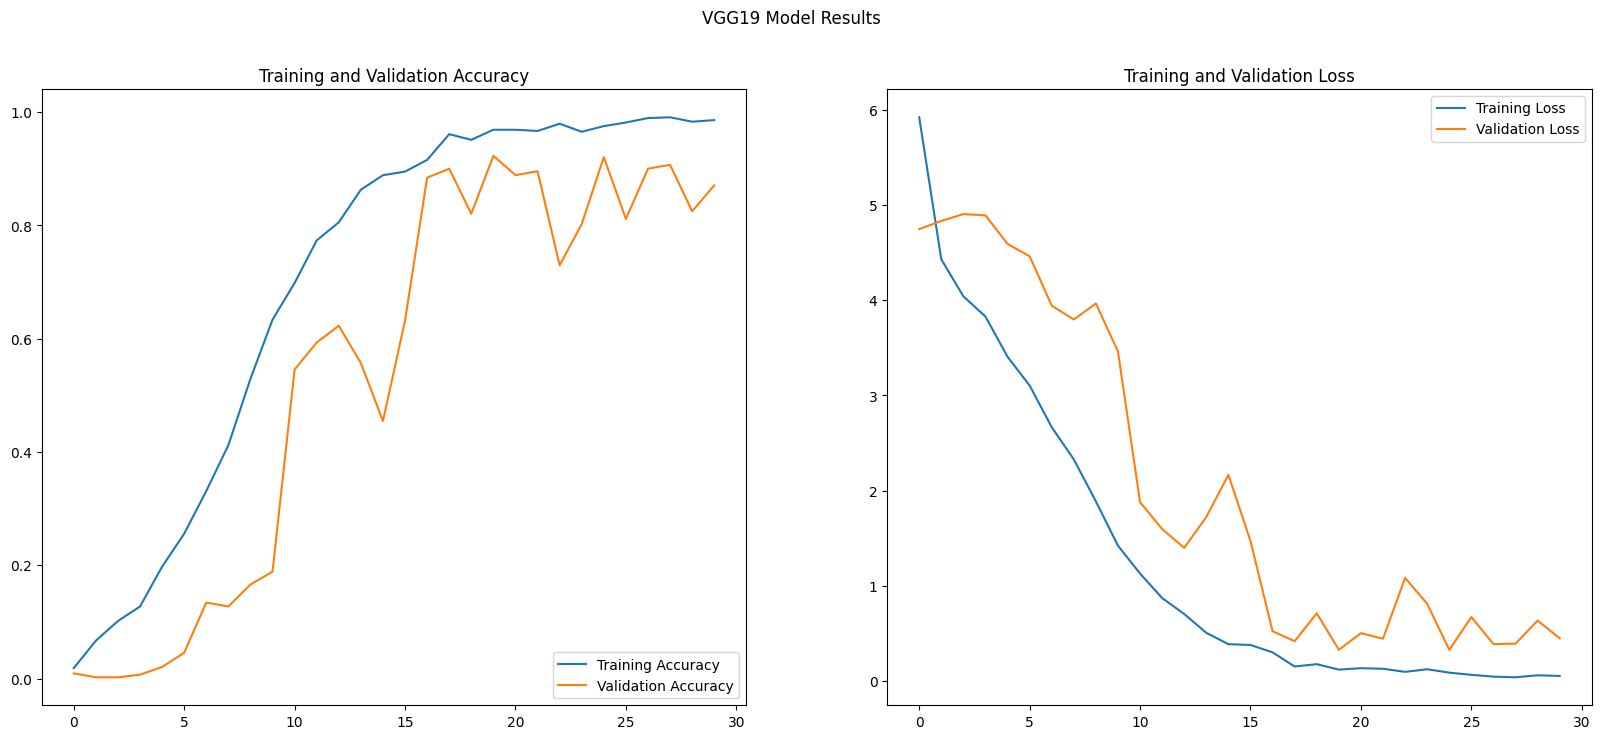 VGG19 Model Results
Training and Validation Accuracy
1.0
0.8
0.6
0.4
0.2
0.0
0 5 10 15 20 25 30
Training Accuracy
Validation Accuracy
Training and Validation Loss
6
5
4
3
2
1
0
0 5 10 15 20 25 30
Training Loss
Validation Loss